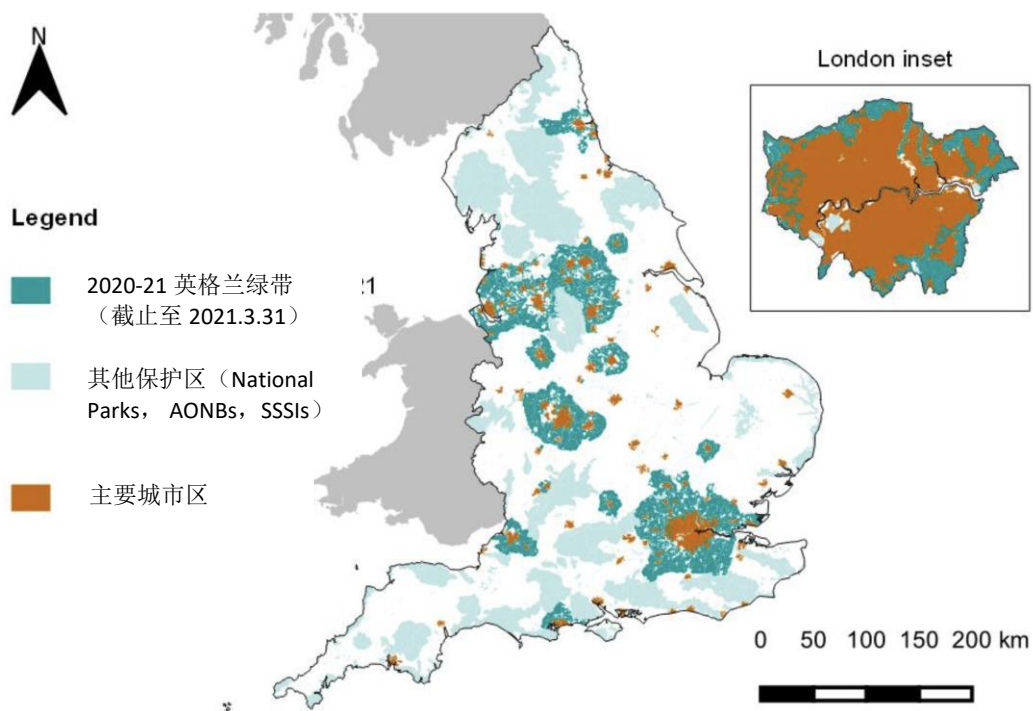 N
London inset
Legend
2020-21 英格兰绿带
（截止至 2021.3.31）
21
其他保护区（National
Parks， AONBs，SSSIs）
主要城市区
0 50 100 150 200 km